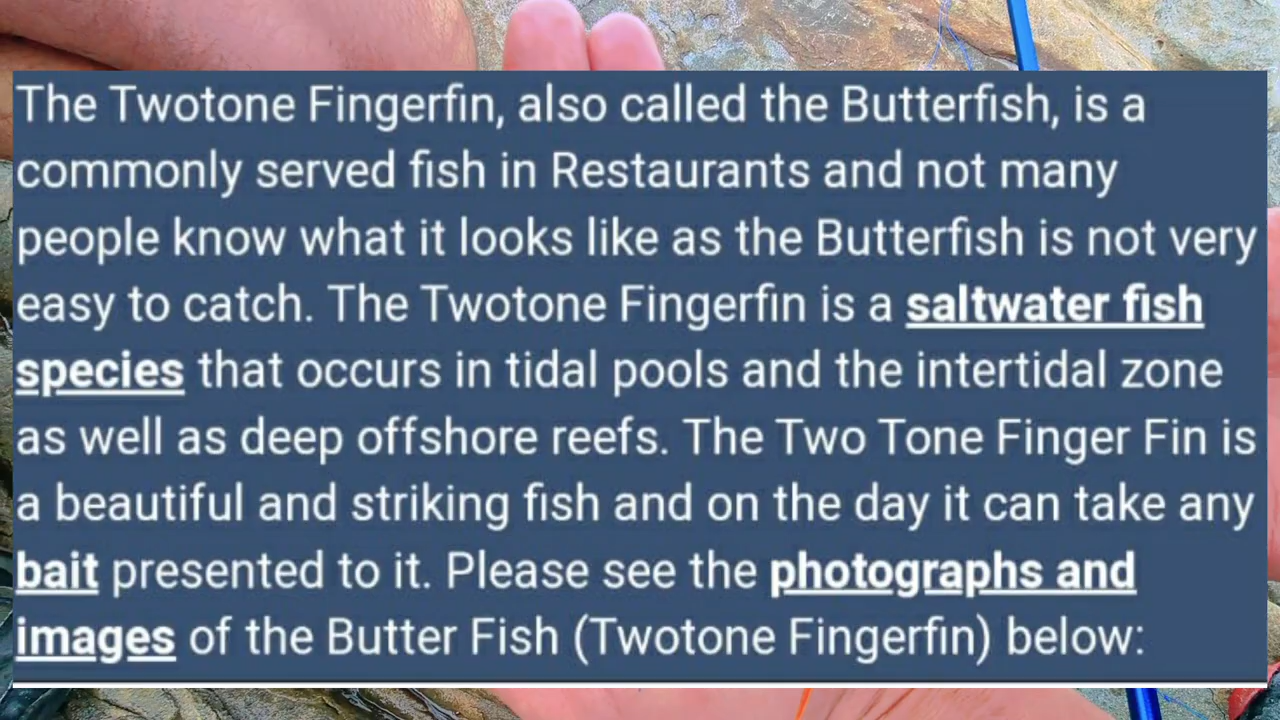 The Twotone Fingerfin, also called the Butterfish, is a
commonly served fish in Restaurants and not many
people know what it looks like as the Butterfish is not very
easy to catch. The Twotone Fingerfin is a saltwater fish
species that occurs in tidal pools and the intertidal zone
as well as deep offshore reefs. The Two Tone Finger Fin is
a beautiful and striking fish and on the day it can take any
bait presented to it. Please see the photographs and
images of the Butter Fish (Twotone Fingerfin) below: